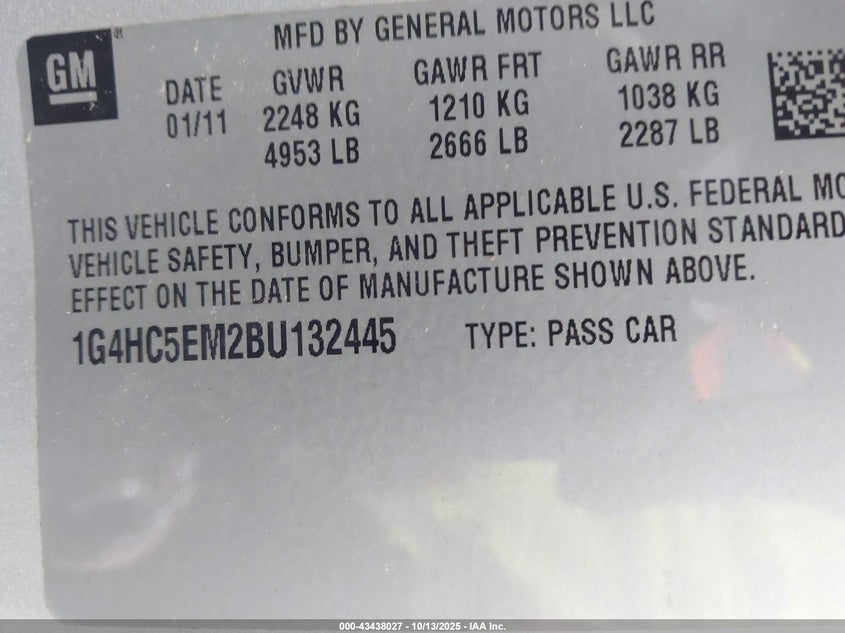 GM
MFD BY GENERAL MOTORS LLC
DATE GVWR GAWR FRT GAWR RR
01/11 2248 KG 1210 KG 1038 KG
4953 LB 2666 LB 2287 LB
THIS VEHICLE CONFORMS TO ALL APPLICABLE U.S. FEDERAL MO
VEHICLE SAFETY, BUMPER, AND THEFT PREVENTION STANDARD
EFFECT ON THE DATE OF MANUFACTURE SHOWN ABOVE.
1G4HC5EM2BU132445 TYPE: PASS CAR
000-43438027 - 10/13/2025 - IAA Inc.